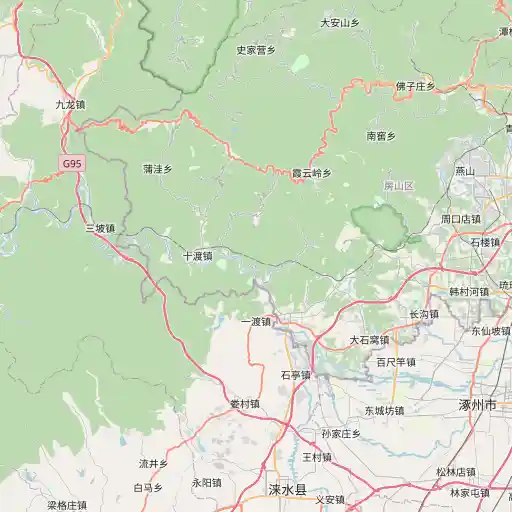 大安山乡
史家营乡
佛子庄乡
九龙镇
南窖乡
G95
蒲洼乡
霞云岭乡
燕山
房山区
周口店镇
三坡镇
石楼镇
十渡镇
韩村河镇
长沟镇
一渡镇
东仙坡镇
大石窝镇
百尺竿镇
石亭镇
娄村镇
东城坊镇
涿州市
孙家庄乡
王村镇
流井乡
松林店镇
永阳镇
白马乡
涞水县
林家屯镇
义安镇
梁格庄镇